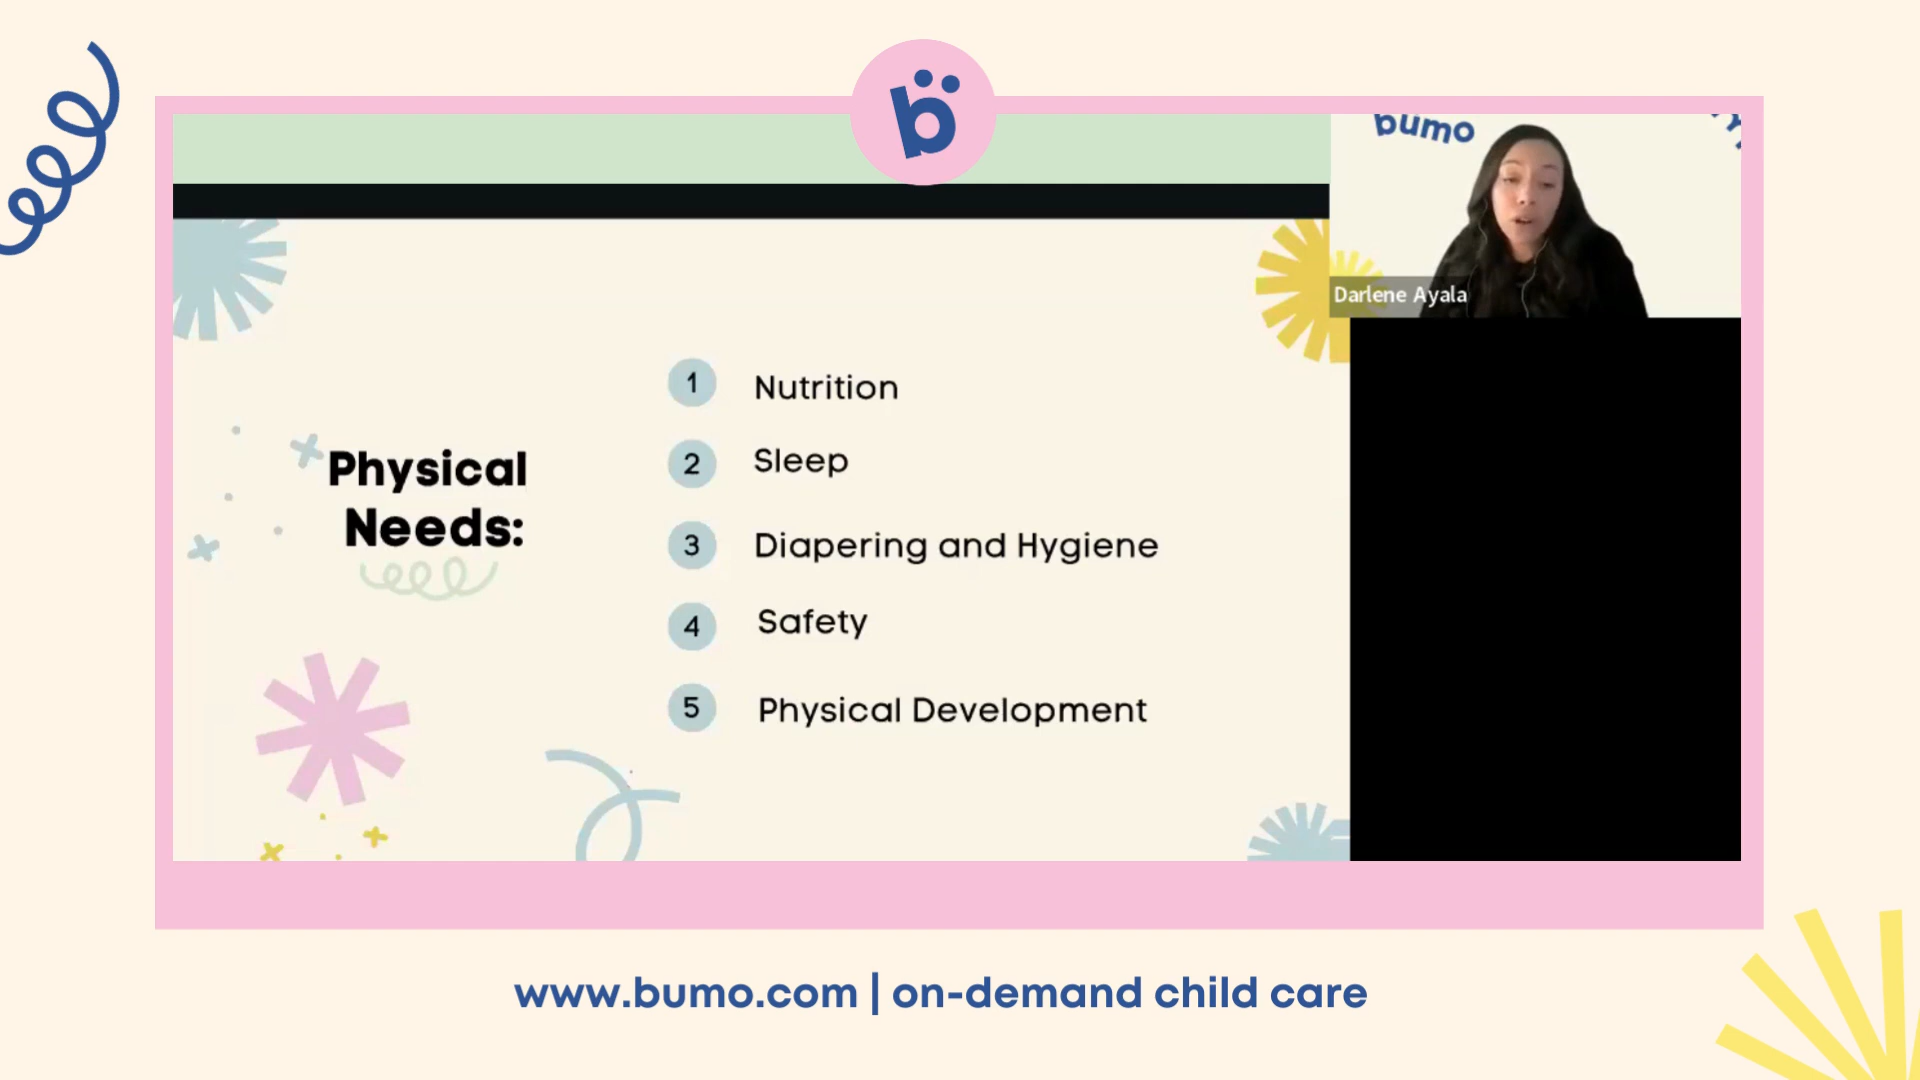 b
bumo
Darlene Ayala
Physical
Needs:
1 Nutrition
2 Sleep
3 Diapering and Hygiene
4 Safety
5 Physical Development
www.bumo.com | on-demand child care